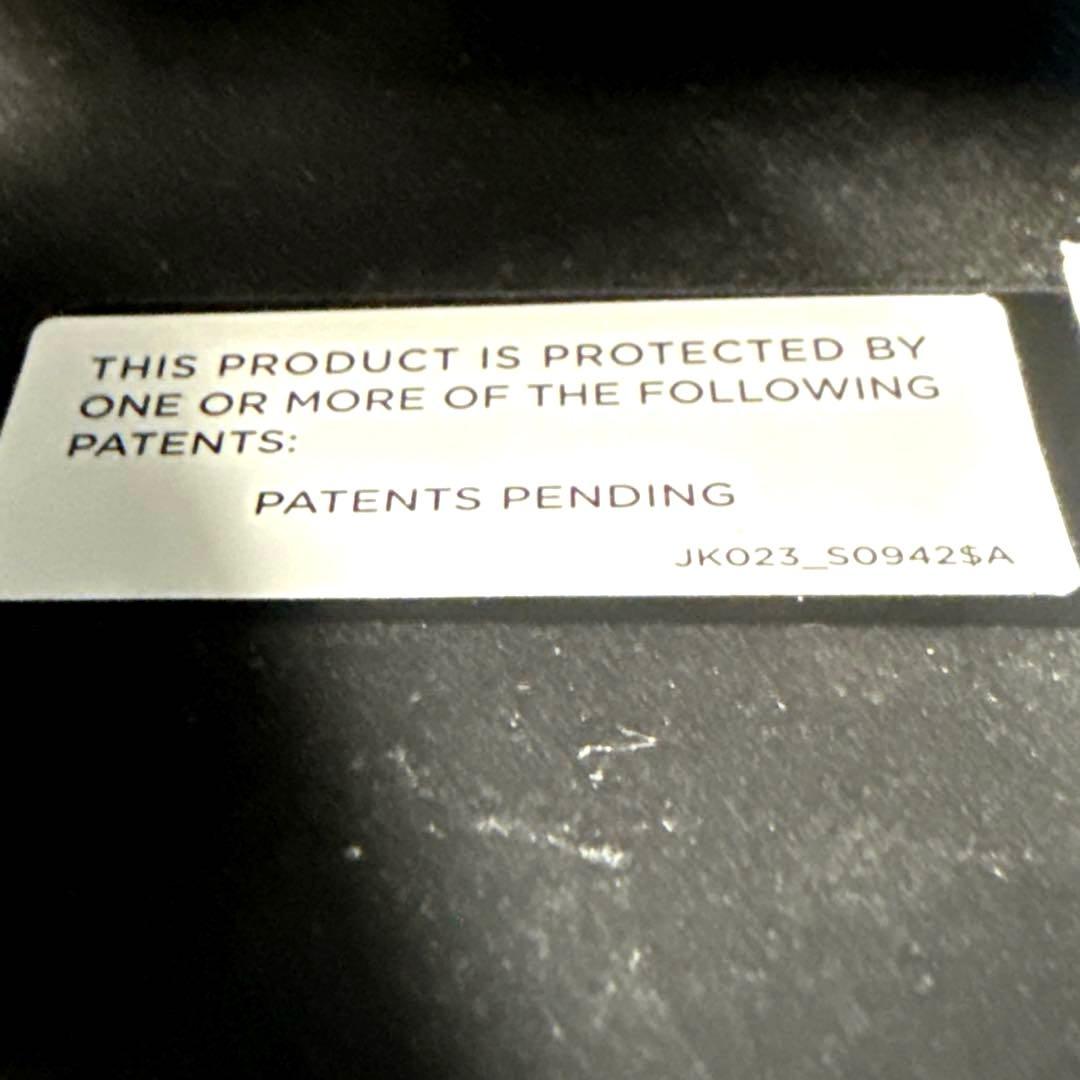 THIS PRODUCT IS PROTECTED BY
ONE OR MORE OF THE FOLLOWING
PATENTS:
PATENTS PENDING
JK023_S0942$A